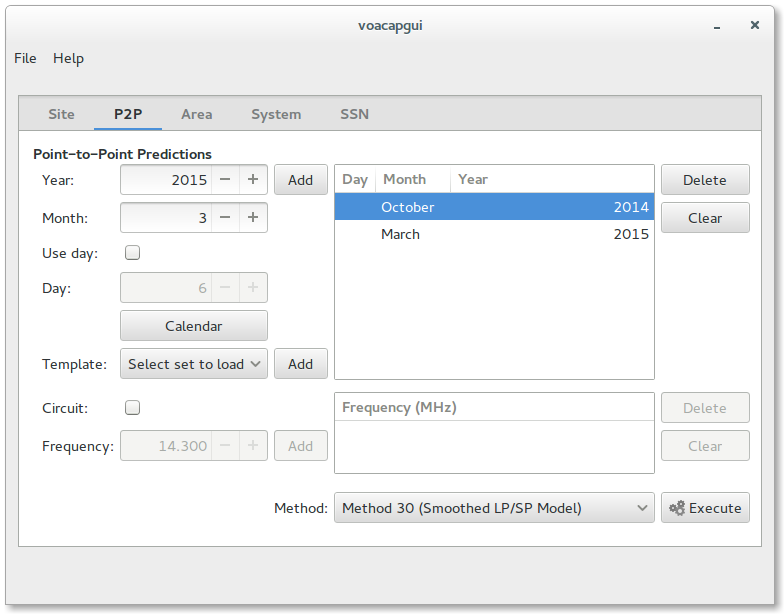 voacapgui
File Help
Site P2P Area System SSN
Point-to-Point Predictions
Year: 2015 − + Add Day Month Year Delete
October 2014
Month: 3 − + Clear
March 2015
Use day:
Day: 6 − +
Calendar
Template: Select set to load Add
Circuit: Frequency (MHz) Delete
Frequency: 14.300 − + Add Clear
Method: Method 30 (Smoothed LP/SP Model) Execute